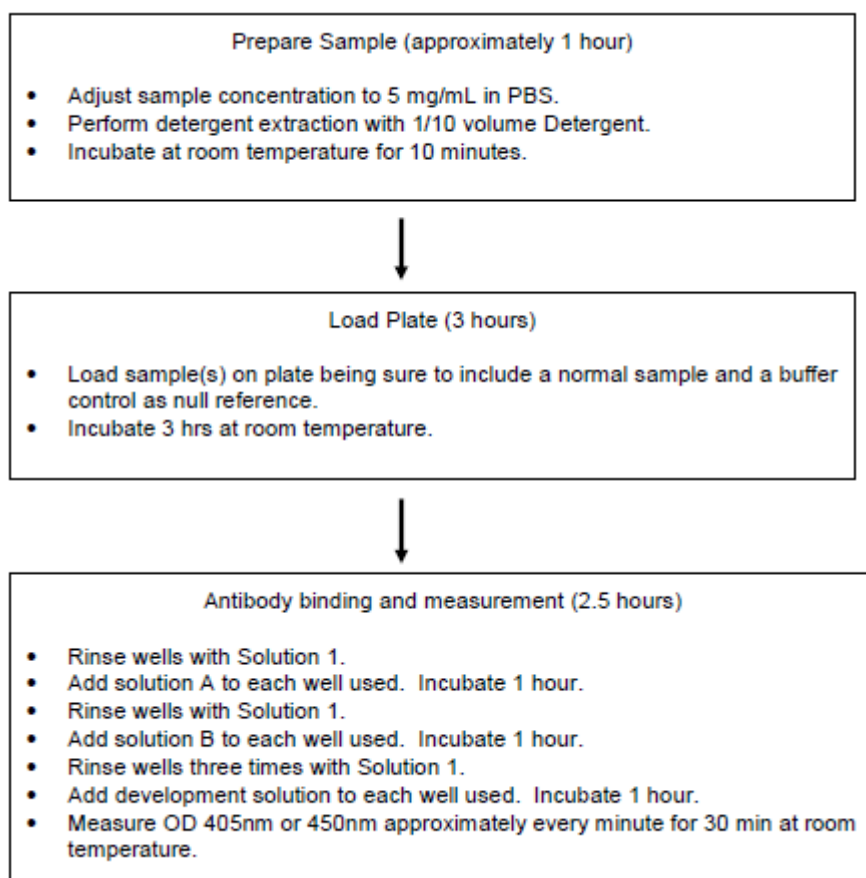 Prepare Sample (approximately 1 hour)
• Adjust sample concentration to 5 mg/mL in PBS.
• Perform detergent extraction with 1/10 volume Detergent.
• Incubate at room temperature for 10 minutes.
Load Plate (3 hours)
• Load sample(s) on plate being sure to include a normal sample and a buffer
control as null reference.
• Incubate 3 hrs at room temperature.
Antibody binding and measurement (2.5 hours)
• Rinse wells with Solution 1.
• Add solution A to each well used.  Incubate 1 hour.
• Rinse wells with Solution 1.
• Add solution B to each well used.  Incubate 1 hour.
• Rinse wells three times with Solution 1.
• Add development solution to each well used.  Incubate 1 hour.
• Measure OD 405nm or 450nm approximately every minute for 30 min at room
temperature.